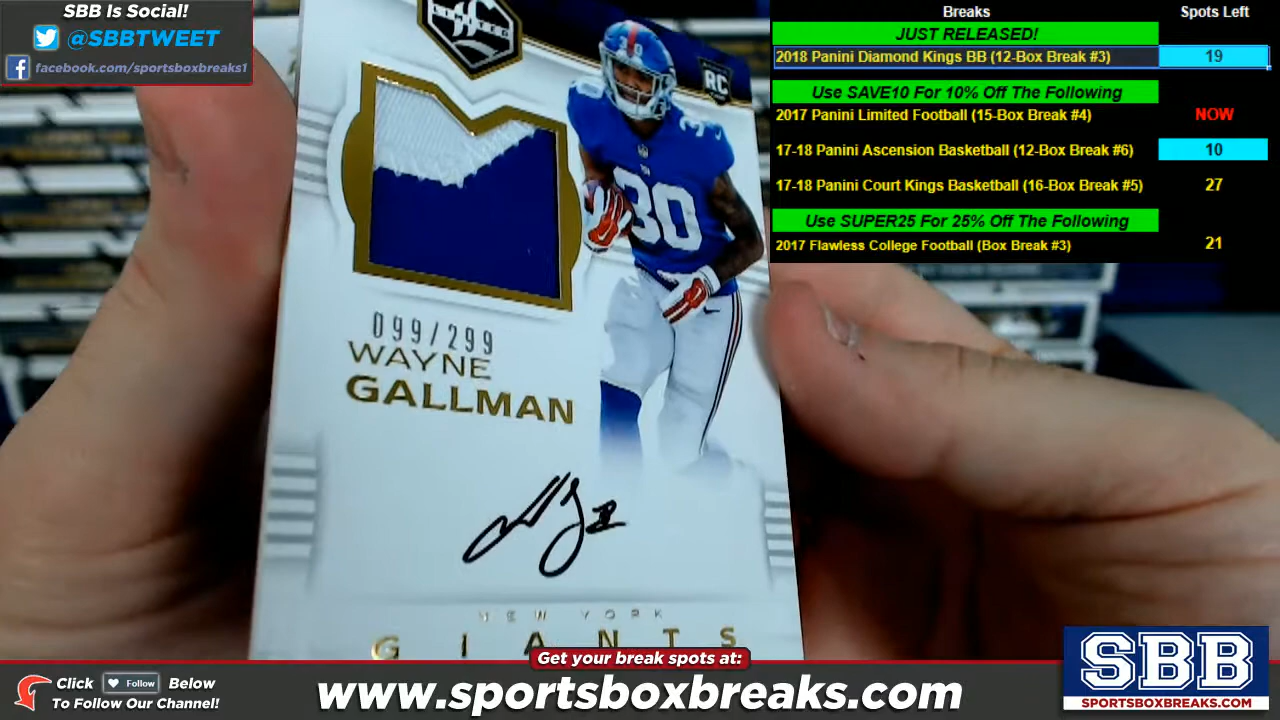 SBB Is Social!
@SBBTWEET
facebook.com/sportsboxbreaks1
Breaks Spots Left
JUST RELEASED!
2018 Panini Diamond Kings BB (12-Box Break #3) 19
Use SAVE10 For 10% Off The Following
2017 Panini Limited Football (15-Box Break #4) NOW
17-18 Panini Ascension Basketball (12-Box Break #6) 10
17-18 Panini Court Kings Basketball (16-Box Break #5) 27
Use SUPER25 For 25% Off The Following
2017 Flawless College Football (Box Break #3) 21
LIMITED
RC
30
30
099/299
WAYNE
GALLMAN
NEW YORK
GIANTS
Get your break spots at:
Click Follow Below
To Follow Our Channel!
www.sportsboxbreaks.com
SBB
SPORTSBOXBREAKS.COM